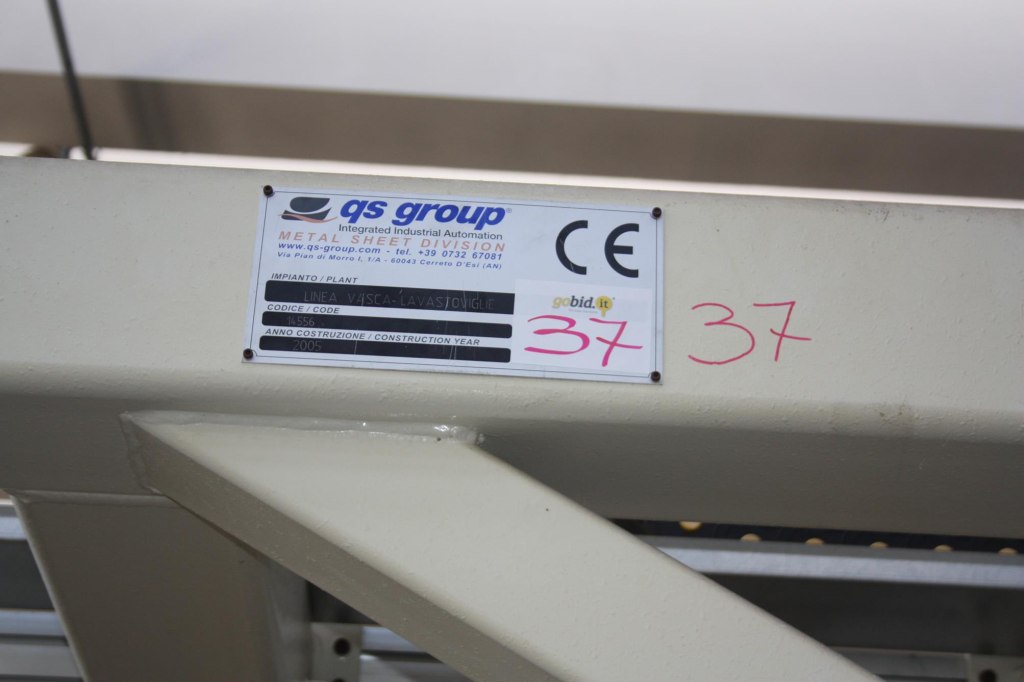 qs group®
Integrated Industrial Automation
METAL SHEET DIVISION
www.qs-group.com - tel. +39 0732 67081
Via Pian di Morro I, 1/A - 60043 Cerreto D'Esi (AN)
CE
IMPIANTO / PLANT
LINEA VASCA-LAVASTOVIGLIE
CODICE / CODE
14556
ANNO COSTRUZIONE / CONSTRUCTION YEAR
2005
gobid.it
37
37